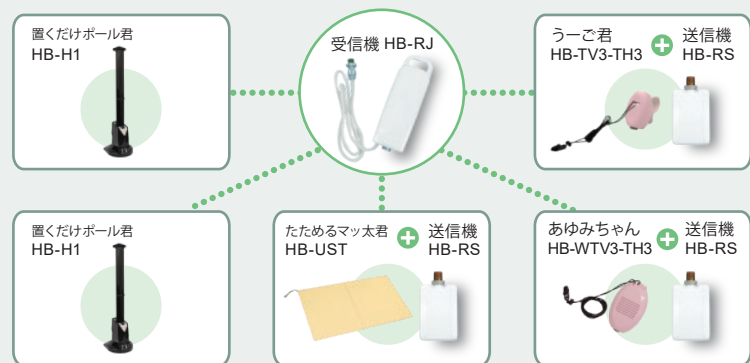 置くだけポール君
HB-H1
受信機 HB-RJ
うーご君
HB-TV3-TH3
送信機
HB-RS
置くだけポール君
HB-H1
たためるマッ太君
HB-UST
送信機
HB-RS
あゆみちゃん
HB-WTV3-TH3
送信機
HB-RS